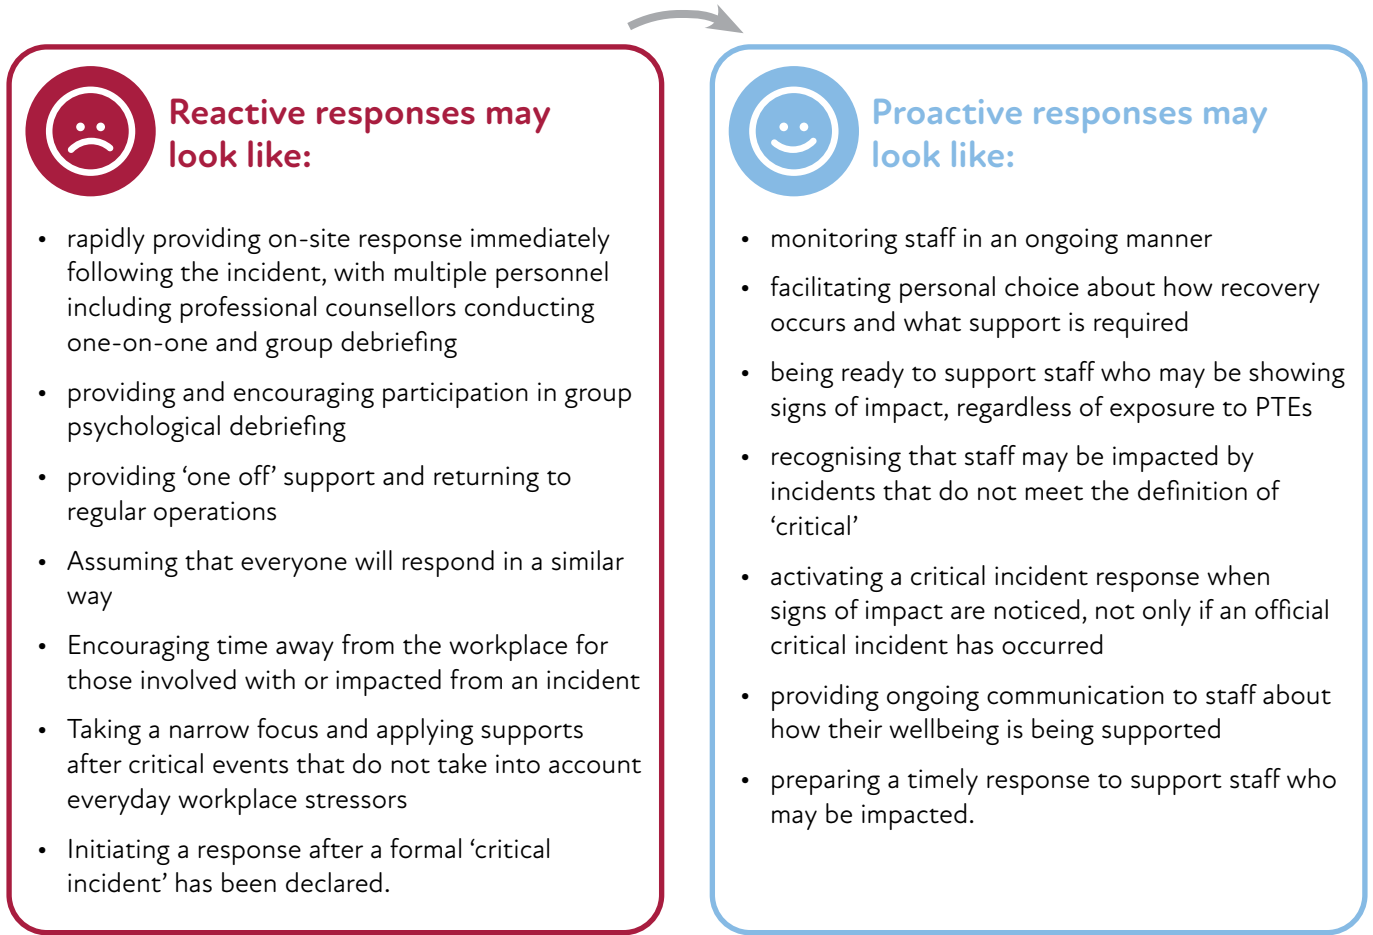 Reactive responses may
look like:
• rapidly providing on-site response immediately
following the incident, with multiple personnel
including professional counsellors conducting
one-on-one and group debriefing
• providing and encouraging participation in group
psychological debriefing
• providing ‘one off’ support and returning to
regular operations
• Assuming that everyone will respond in a similar
way
• Encouraging time away from the workplace for
those involved with or impacted from an incident
• Taking a narrow focus and applying supports
after critical events that do not take into account
everyday workplace stressors
• Initiating a response after a formal ‘critical
incident’ has been declared.
Proactive responses may
look like:
• monitoring staff in an ongoing manner
• facilitating personal choice about how recovery
occurs and what support is required
• being ready to support staff who may be showing
signs of impact, regardless of exposure to PTEs
• recognising that staff may be impacted by
incidents that do not meet the definition of
‘critical’
• activating a critical incident response when
signs of impact are noticed, not only if an official
critical incident has occurred
• providing ongoing communication to staff about
how their wellbeing is being supported
• preparing a timely response to support staff who
may be impacted.